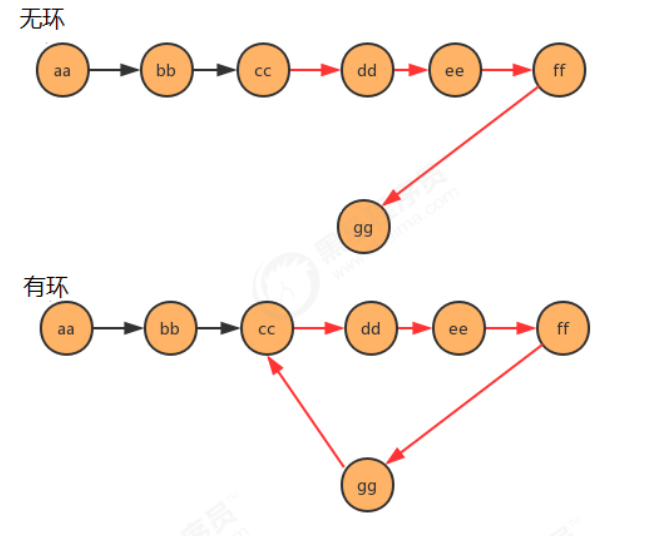 无环
aa bb cc dd ee ff
gg
有环
aa bb cc dd ee ff
gg